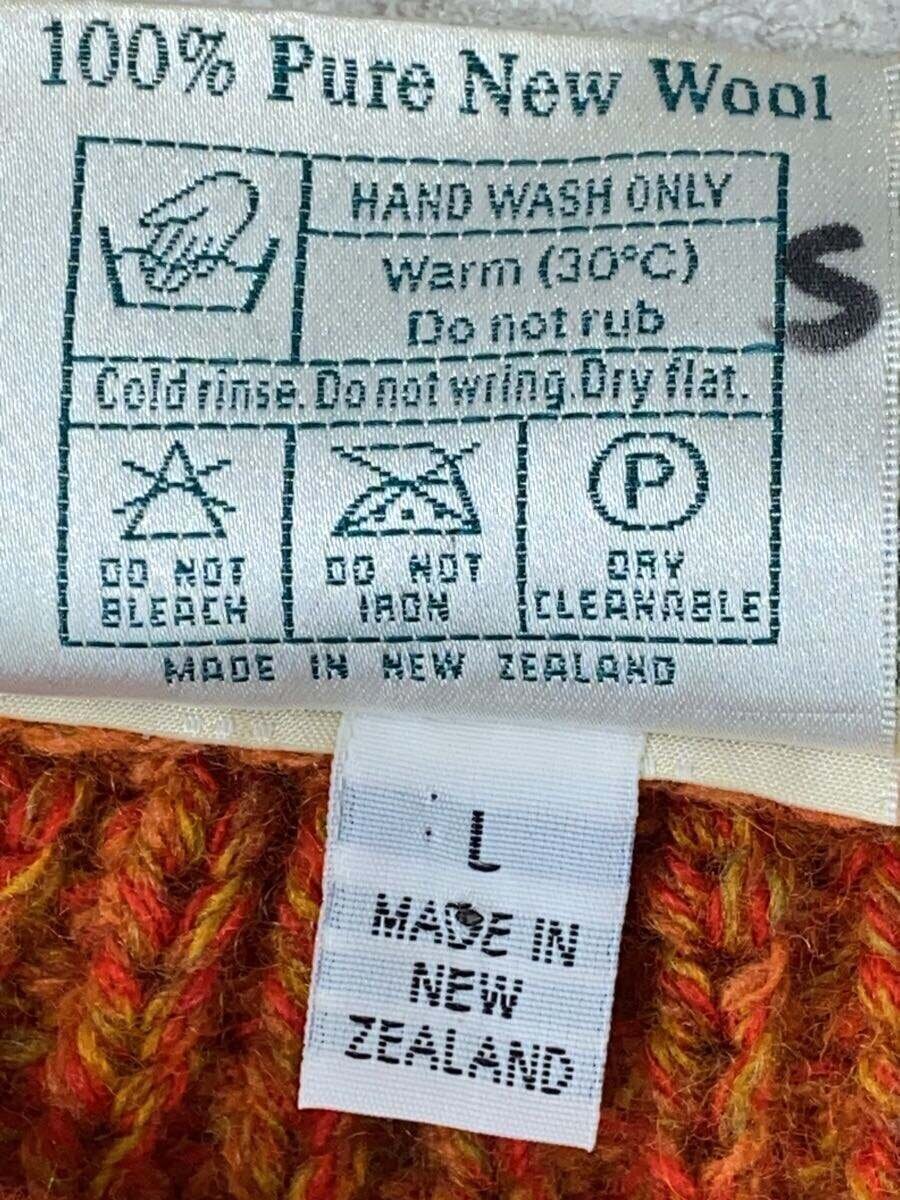 100% Pure New Wool
HAND WASH ONLY
Warm (30°C)
Do not rub
S
Cold rinse. Do not wring. Dry flat.
P
DO NOT
BLEACH
DO NOT
IRON
DRY
CLEANABLE
MADE IN NEW ZEALAND
L
MADE IN
NEW
ZEALAND